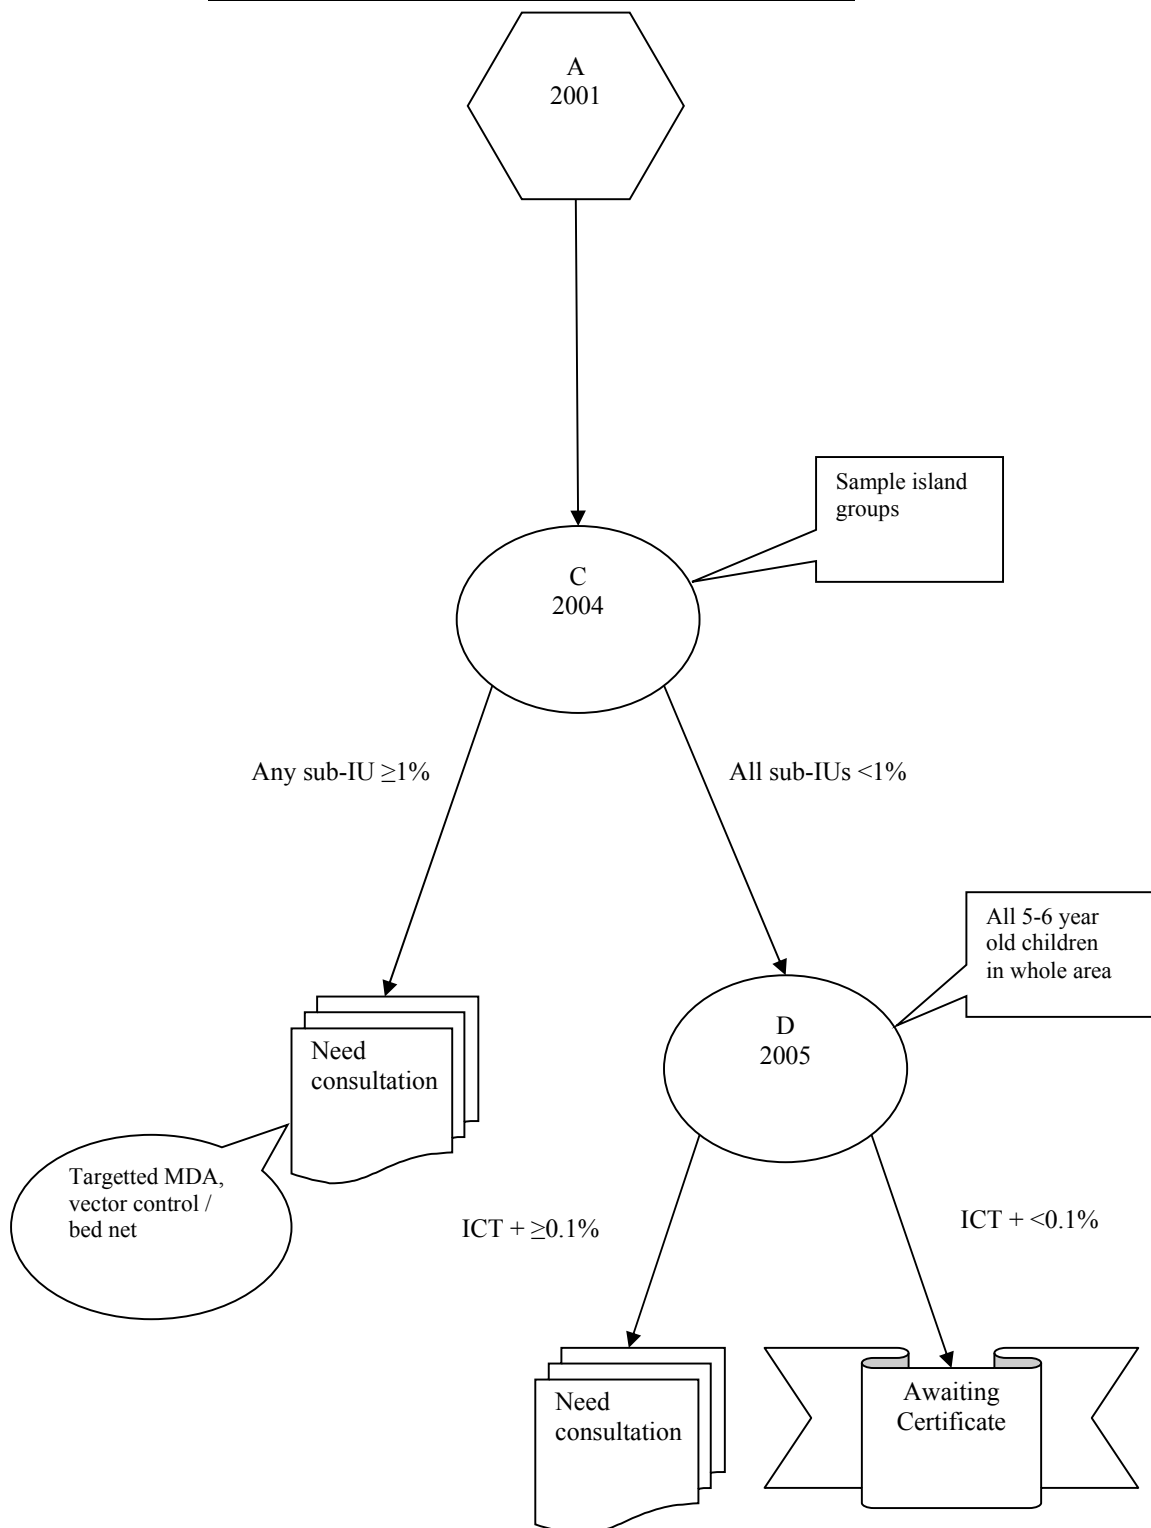 A
2001
Sample island
groups
C
2004
Any sub-IU ≥1%
All sub-IUs <1%
All 5-6 year
old children
in whole area
D
2005
Need
consultation
Targetted MDA,
vector control /
bed net
ICT + ≥0.1%
ICT + <0.1%
Need
consultation
Awaiting
Certificate